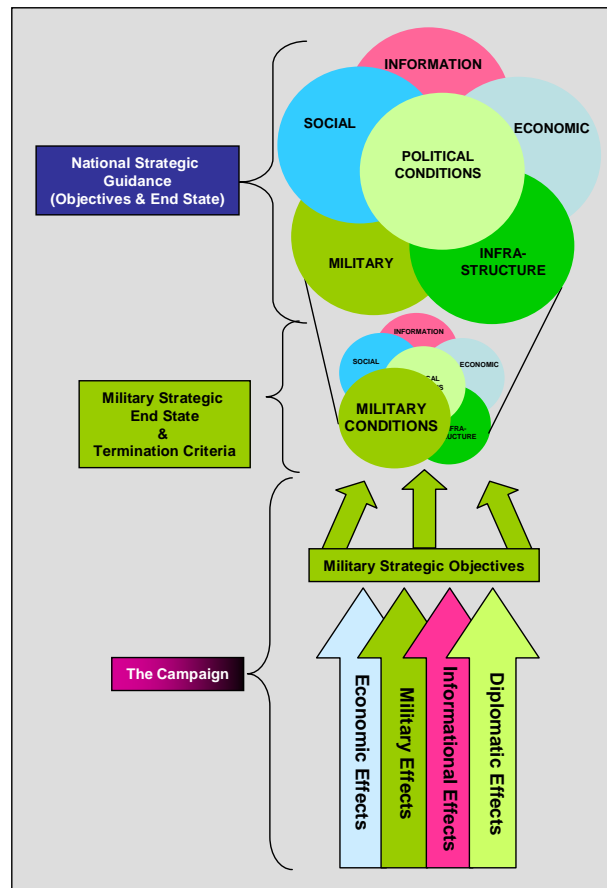 INFORMATION
SOCIAL
ECONOMIC
POLITICAL
CONDITIONS
MILITARY
INFRA-
STRUCTURE
National Strategic
Guidance
(Objectives & End State)
INFORMATION
SOCIAL
ECONOMIC
MILITARY
CONDITIONS
Military Strategic
End State
&
Termination Criteria
Military Strategic Objectives
The Campaign
Economic Effects
Military Effects
Informational Effects
Diplomatic Effects